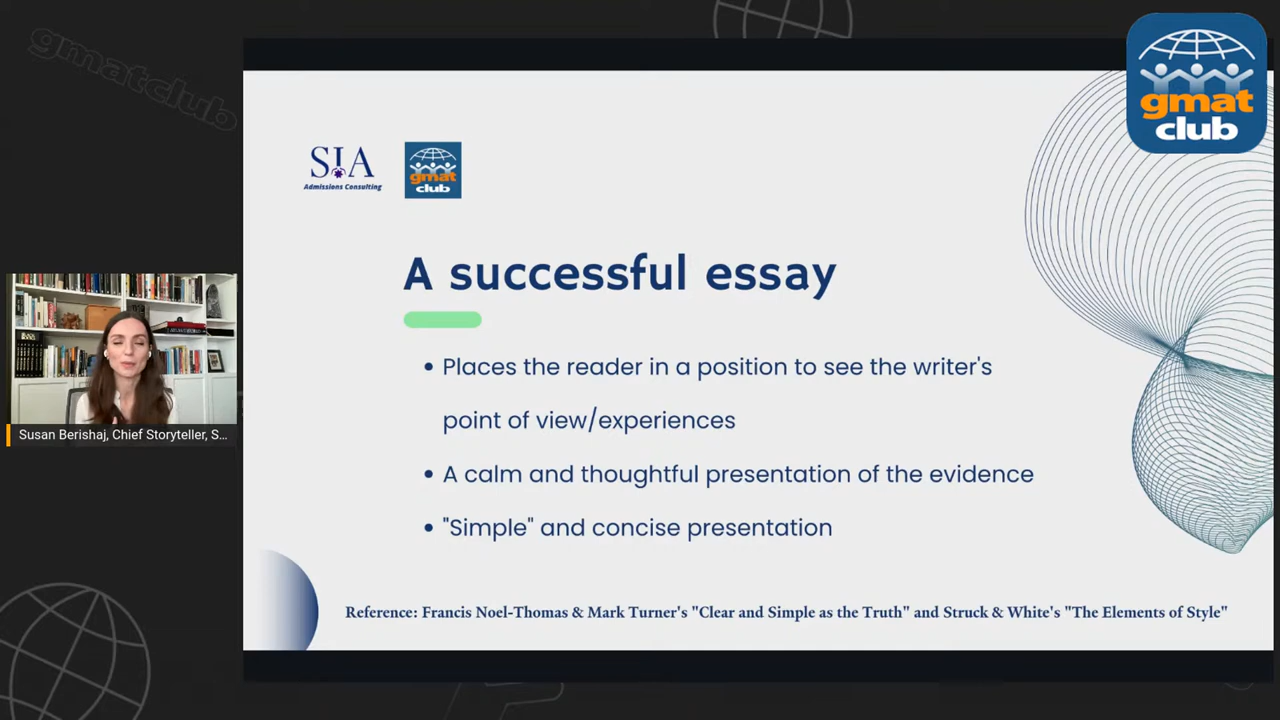 gmatclub
gmat
club
SIA
Admissions Consulting
gmat
club
A successful essay
• Places the reader in a position to see the writer's
point of view/experiences
• A calm and thoughtful presentation of the evidence
• "Simple" and concise presentation
Susan Berishaj, Chief Storyteller, S...
Reference: Francis Noel-Thomas & Mark Turner's "Clear and Simple as the Truth" and Struck & White's "The Elements of Style"